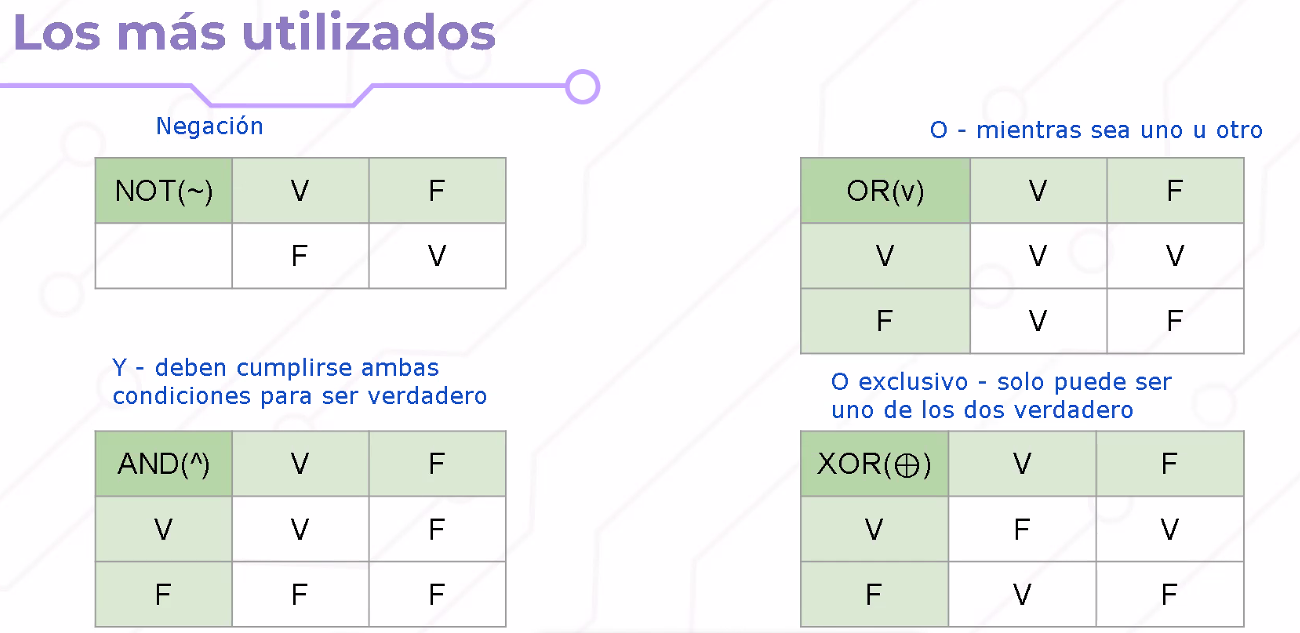 Los más utilizados
Negación
NOT(~) V F
F V
O - mientras sea uno u otro
OR(v) V F
V V V
F V F
Y - deben cumplirse ambas
condiciones para ser verdadero
AND(^) V F
V V F
F F F
O exclusivo - solo puede ser
uno de los dos verdadero
XOR(⊕) V F
V F V
F V F